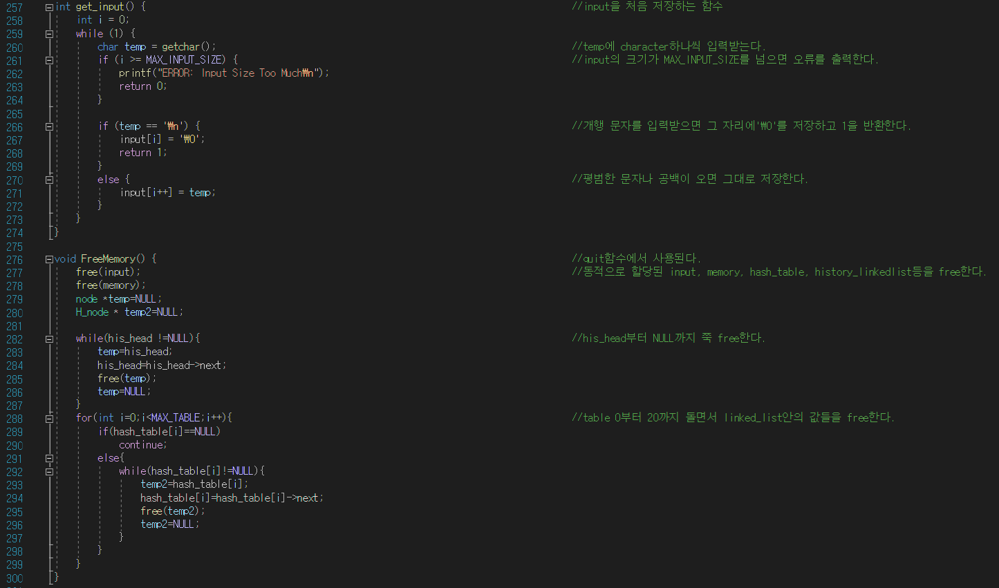 257 int get_input() { //input을 처음 저장하는 함수
258 int i = 0;
259 while (1) {
260 char temp = getchar(); //temp에 character하나씩 입력받는다.
261 if (i >= MAX_INPUT_SIZE) { //input의 크기가 MAX_INPUT_SIZE를 넘으면 오류를 출력한다.
262 printf("ERROR: Input Size Too Much₩n");
263 return 0;
264 }
265
266 if (temp == '₩n') { //개행 문자를 입력받으면 그 자리에'₩0'를 저장하고 1을 반환한다.
267 input[i] = '₩0';
268 return 1;
269 }
270 else { //평범한 문자나 공백이 오면 그대로 저장한다.
271 input[i++] = temp;
272 }
273 }
274 }
275
276 void FreeMemory() { //quit함수에서 사용된다.
277 free(input); //동적으로 할당된 input, memory, hash_table, history_linkedlist등을 free한다.
278 free(memory);
279 node *temp=NULL;
280 H_node * temp2=NULL;
281
282 while(his_head !=NULL){ //his_head부터 NULL까지 쭉 free한다.
283 temp=his_head;
284 his_head=his_head->next;
285 free(temp);
286 temp=NULL;
287 }
288 for(int i=0;i<MAX_TABLE;i++){ //table 0부터 20까지 돌면서 linked_list안의 값들을 free한다.
289 if(hash_table[i]==NULL)
290 continue;
291 else{
292 while(hash_table[i]!=NULL){
293 temp2=hash_table[i];
294 hash_table[i]=hash_table[i]->next;
295 free(temp2);
296 temp2=NULL;
297 }
298 }
299 }
300 }